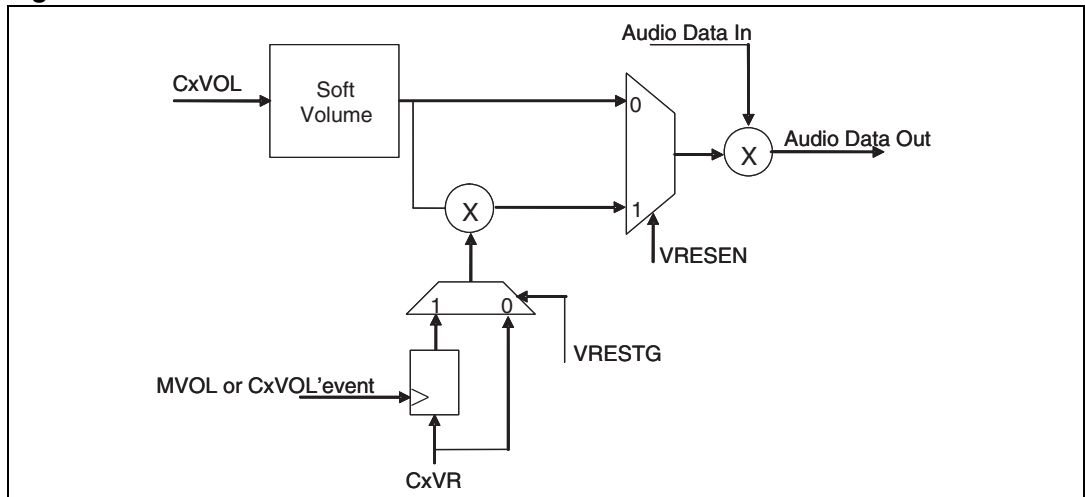 Audio Data In
CxVOL
Soft
Volume
0
X
Audio Data Out
X
1
VRESEN
1 0
VRESTG
MVOL or CxVOL'event
CxVR